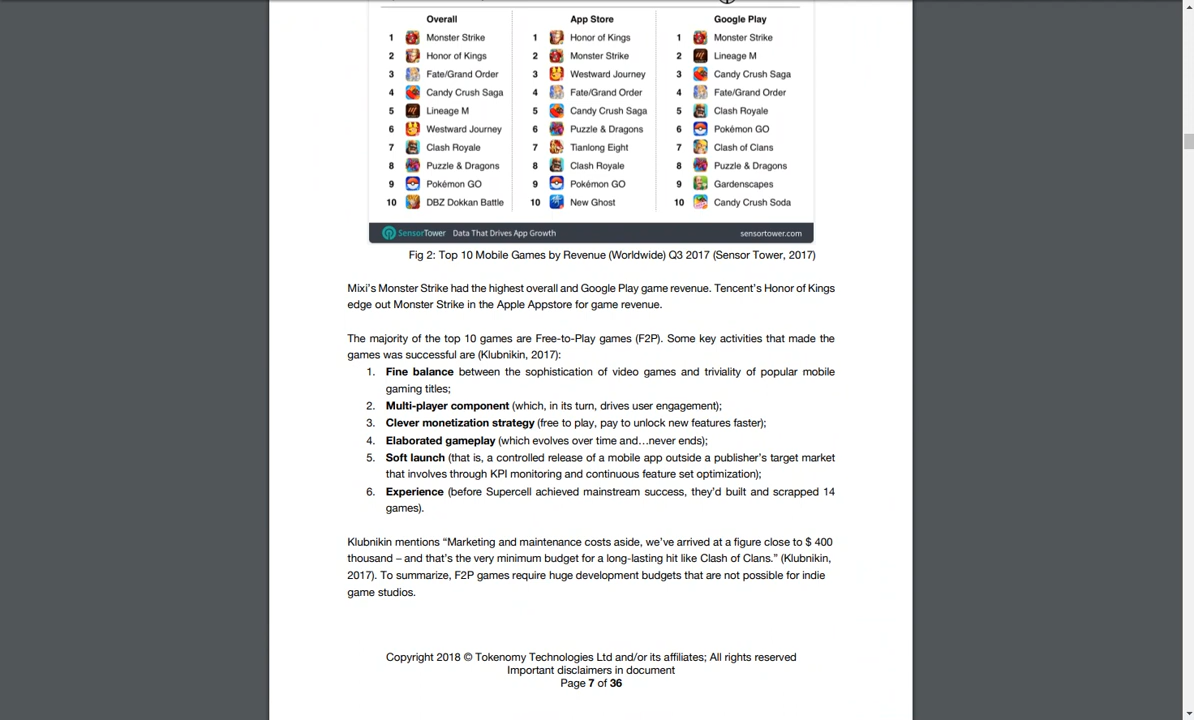 Overall App Store Google Play
1 Monster Strike 1 Honor of Kings 1 Monster Strike
2 Honor of Kings 2 Monster Strike 2 Lineage M
3 Fate/Grand Order 3 Westward Journey 3 Candy Crush Saga
4 Candy Crush Saga 4 Fate/Grand Order 4 Fate/Grand Order
5 Lineage M 5 Candy Crush Saga 5 Clash Royale
6 Westward Journey 6 Puzzle & Dragons 6 Pokémon GO
7 Clash Royale 7 Tianlong Eight 7 Clash of Clans
8 Puzzle & Dragons 8 Clash Royale 8 Puzzle & Dragons
9 Pokémon GO 9 Pokémon GO 9 Gardenscapes
10 DBZ Dokkan Battle 10 New Ghost 10 Candy Crush Soda
SensorTower Data That Drives App Growth sensortower.com
Fig 2: Top 10 Mobile Games by Revenue (Worldwide) Q3 2017 (Sensor Tower, 2017)
Mixi's Monster Strike had the highest overall and Google Play game revenue. Tencent's Honor of Kings
edge out Monster Strike in the Apple Appstore for game revenue.
The majority of the top 10 games are Free-to-Play games (F2P). Some key activities that made the
games was successful are (Klubnikin, 2017):
1. Fine balance between the sophistication of video games and triviality of popular mobile
gaming titles;
2. Multi-player component (which, in its turn, drives user engagement);
3. Clever monetization strategy (free to play, pay to unlock new features faster);
4. Elaborated gameplay (which evolves over time and…never ends);
5. Soft launch (that is, a controlled release of a mobile app outside a publisher's target market
that involves through KPI monitoring and continuous feature set optimization);
6. Experience (before Supercell achieved mainstream success, they'd built and scrapped 14
games).
Klubnikin mentions “Marketing and maintenance costs aside, we've arrived at a figure close to $ 400
thousand – and that's the very minimum budget for a long-lasting hit like Clash of Clans.” (Klubnikin,
2017). To summarize, F2P games require huge development budgets that are not possible for indie
game studios.
Copyright 2018 © Tokenomy Technologies Ltd and/or its affiliates; All rights reserved
Important disclaimers in document
Page 7 of 36